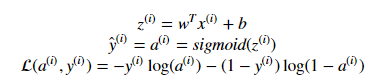 z^{(i)} = w^T x^{(i)} + b
ŷ^{(i)} = a^{(i)} = sigmoid(z^{(i)})
ℒ(a^{(i)}, y^{(i)}) = −y^{(i)} log(a^{(i)}) − (1 − y^{(i)}) log(1 − a^{(i)})